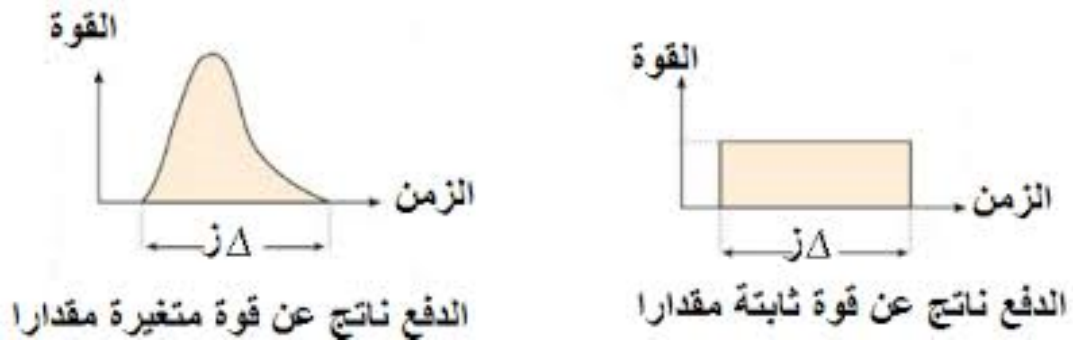 القوة
الزمن
Δز
الدفع ناتج عن قوة ثابتة مقدارا
القوة
الزمن
Δز
الدفع ناتج عن قوة متغيرة مقدارا